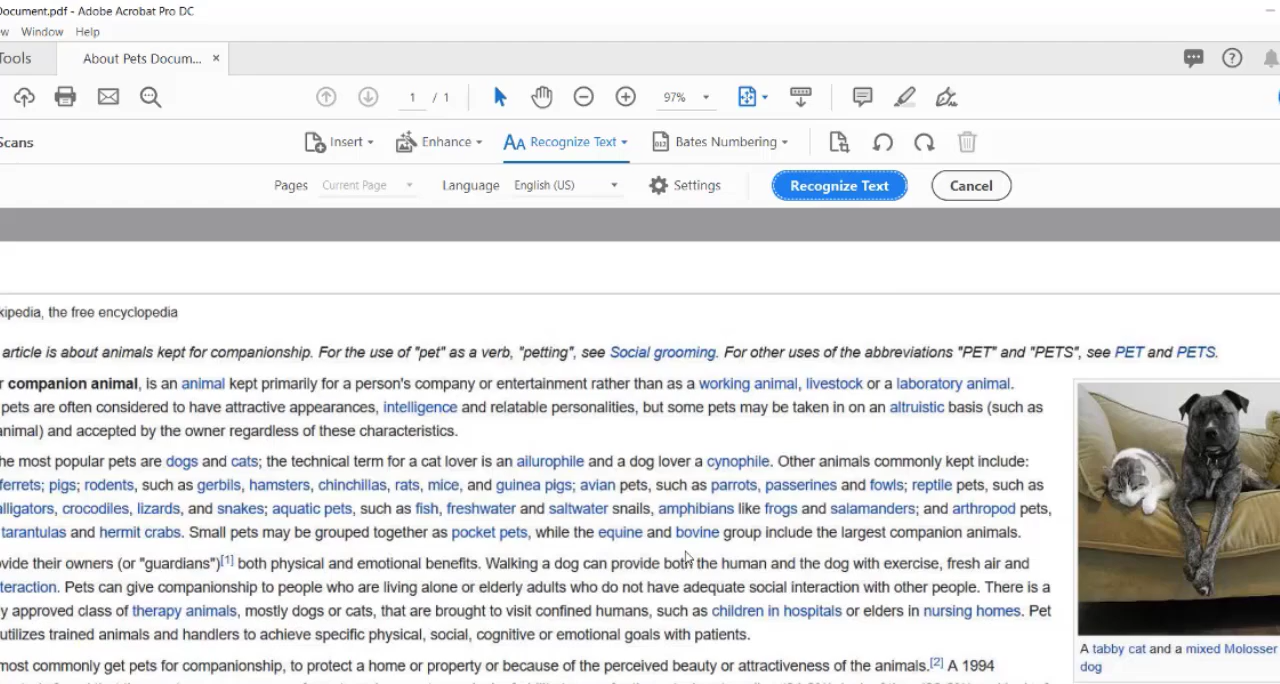 Document.pdf - Adobe Acrobat Pro DC
Window Help
Tools About Pets Docum... ×
1 / 1 97%
Scans Insert Enhance Recognize Text Bates Numbering
Pages Current Page Language English (US) Settings Recognize Text Cancel
kipedia, the free encyclopedia
article is about animals kept for companionship. For the use of "pet" as a verb, "petting", see Social grooming. For other uses of the abbreviations "PET" and "PETS", see PET and PETS.
r companion animal, is an animal kept primarily for a person's company or entertainment rather than as a working animal, livestock or a laboratory animal.
pets are often considered to have attractive appearances, intelligence and relatable personalities, but some pets may be taken in on an altruistic basis (such as
animal) and accepted by the owner regardless of these characteristics.
he most popular pets are dogs and cats; the technical term for a cat lover is an ailurophile and a dog lover a cynophile. Other animals commonly kept include:
ferrets; pigs; rodents, such as gerbils, hamsters, chinchillas, rats, mice, and guinea pigs; avian pets, such as parrots, passerines and fowls; reptile pets, such as
alligators, crocodiles, lizards, and snakes; aquatic pets, such as fish, freshwater and saltwater snails, amphibians like frogs and salamanders; and arthropod pets,
tarantulas and hermit crabs. Small pets may be grouped together as pocket pets, while the equine and bovine group include the largest companion animals.
vide their owners (or "guardians")[1] both physical and emotional benefits. Walking a dog can provide both the human and the dog with exercise, fresh air and
teraction. Pets can give companionship to people who are living alone or elderly adults who do not have adequate social interaction with other people. There is a
y approved class of therapy animals, mostly dogs or cats, that are brought to visit confined humans, such as children in hospitals or elders in nursing homes. Pet
utilizes trained animals and handlers to achieve specific physical, social, cognitive or emotional goals with patients.
most commonly get pets for companionship, to protect a home or property or because of the perceived beauty or attractiveness of the animals.[2] A 1994
A tabby cat and a mixed Molosser
dog